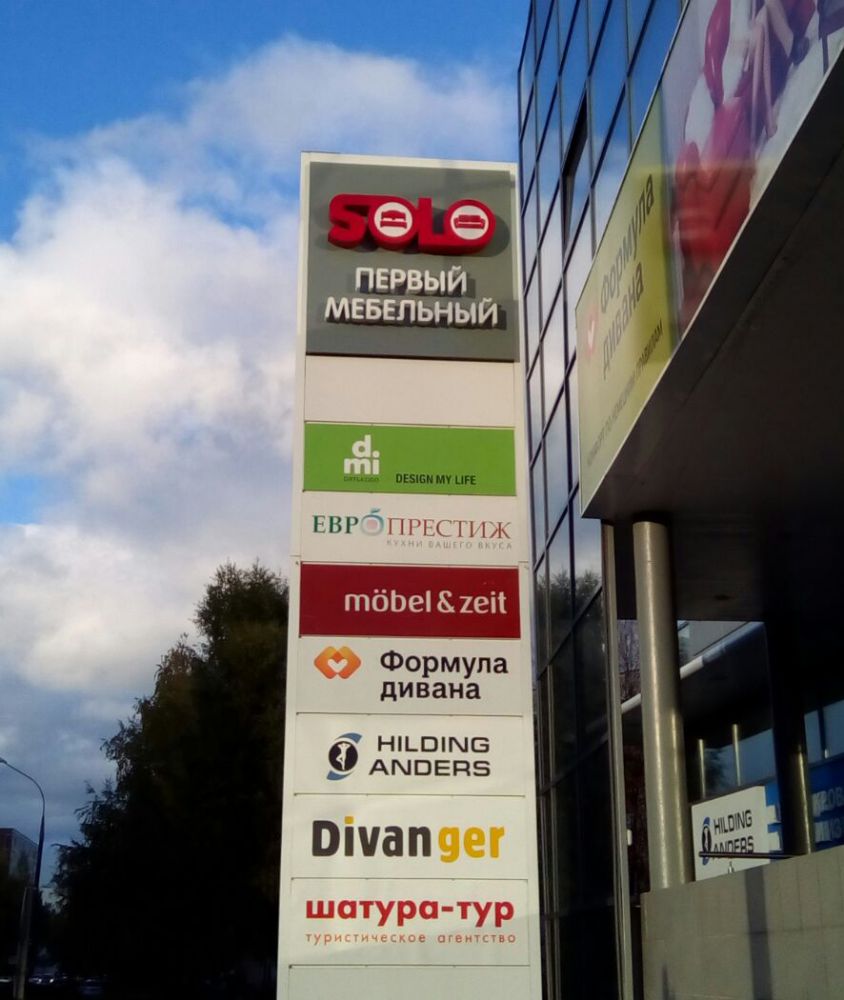 SOLO
ПЕРВЫЙ
МЕБЕЛЬНЫЙ
d.
mi
DESIGN MY LIFE
ЕВРОПРЕСТИЖ
КУХНИ ВАШЕГО ВКУСА
möbel & zeit
Формула
дивана
HILDING
ANDERS
Divanger
шатура-тур
туристическое агентство
формула
дивана
HILDING
ANDERS